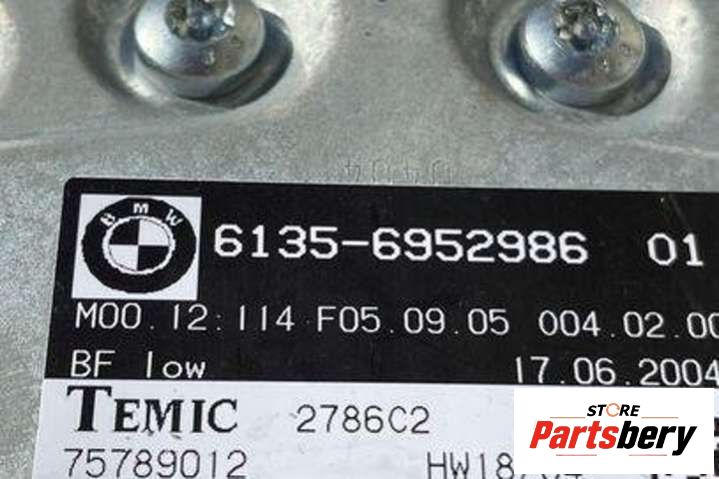 BMW
6135-6952986 01
M00.12:114 F05.09.05 004.02.00
BF low 17.06.2004
TEMIC 2786C2
75789012
STORE
Partsbery